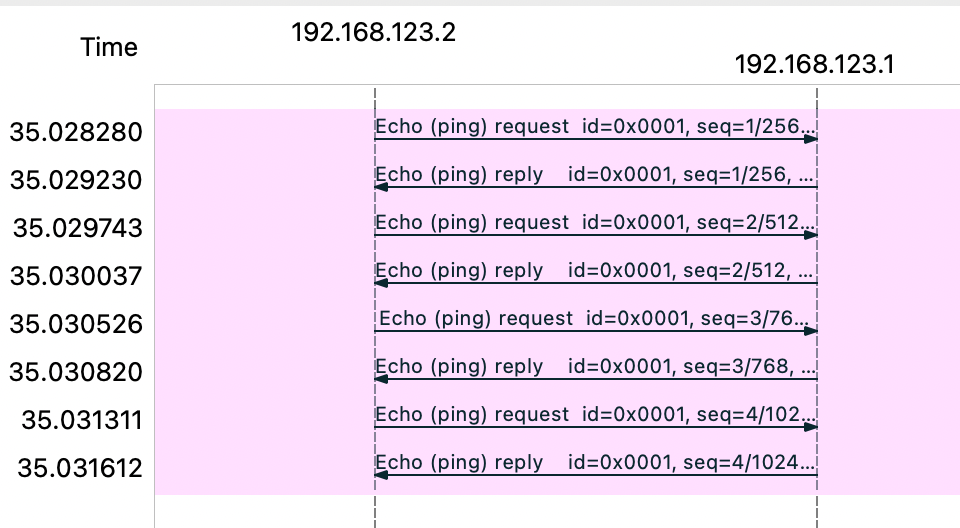 192.168.123.2
Time
192.168.123.1
35.028280 Echo (ping) request id=0x0001, seq=1/256...
35.029230 Echo (ping) reply id=0x0001, seq=1/256, ...
35.029743 Echo (ping) request id=0x0001, seq=2/512...
35.030037 Echo (ping) reply id=0x0001, seq=2/512, ...
35.030526 Echo (ping) request id=0x0001, seq=3/76...
35.030820 Echo (ping) reply id=0x0001, seq=3/768, ...
35.031311 Echo (ping) request id=0x0001, seq=4/102...
35.031612 Echo (ping) reply id=0x0001, seq=4/1024...